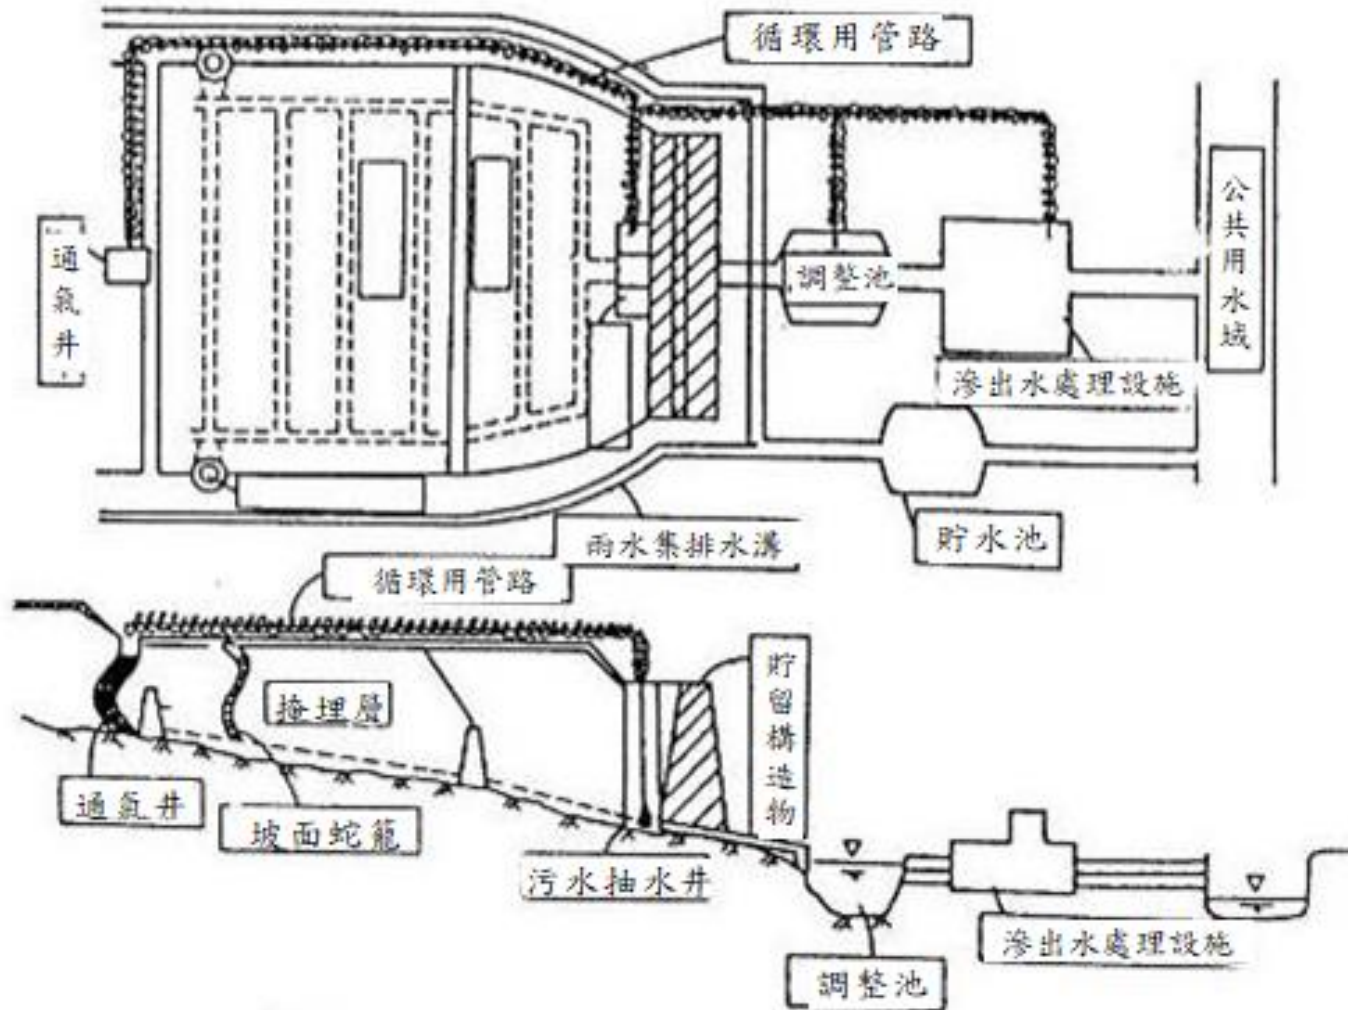 循環用管路
通氣井
調整池
公共用水域
滲出水處理設施
貯水池
雨水集排水溝
循環用管路
貯留構造物
掩埋層
通氣井
坡面蛇籠
污水抽水井
滲出水處理設施
調整池